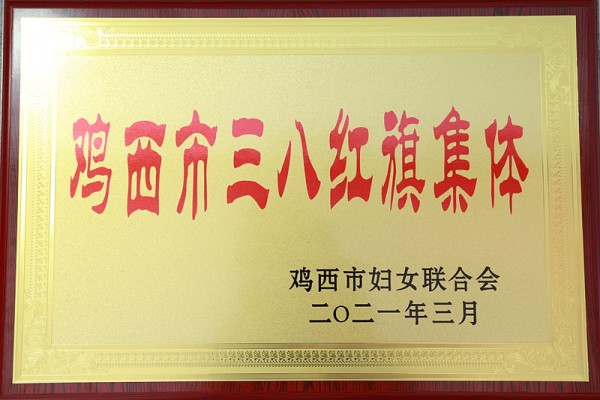 鸡西市三八红旗集体
鸡西市妇女联合会
二〇二一年三月